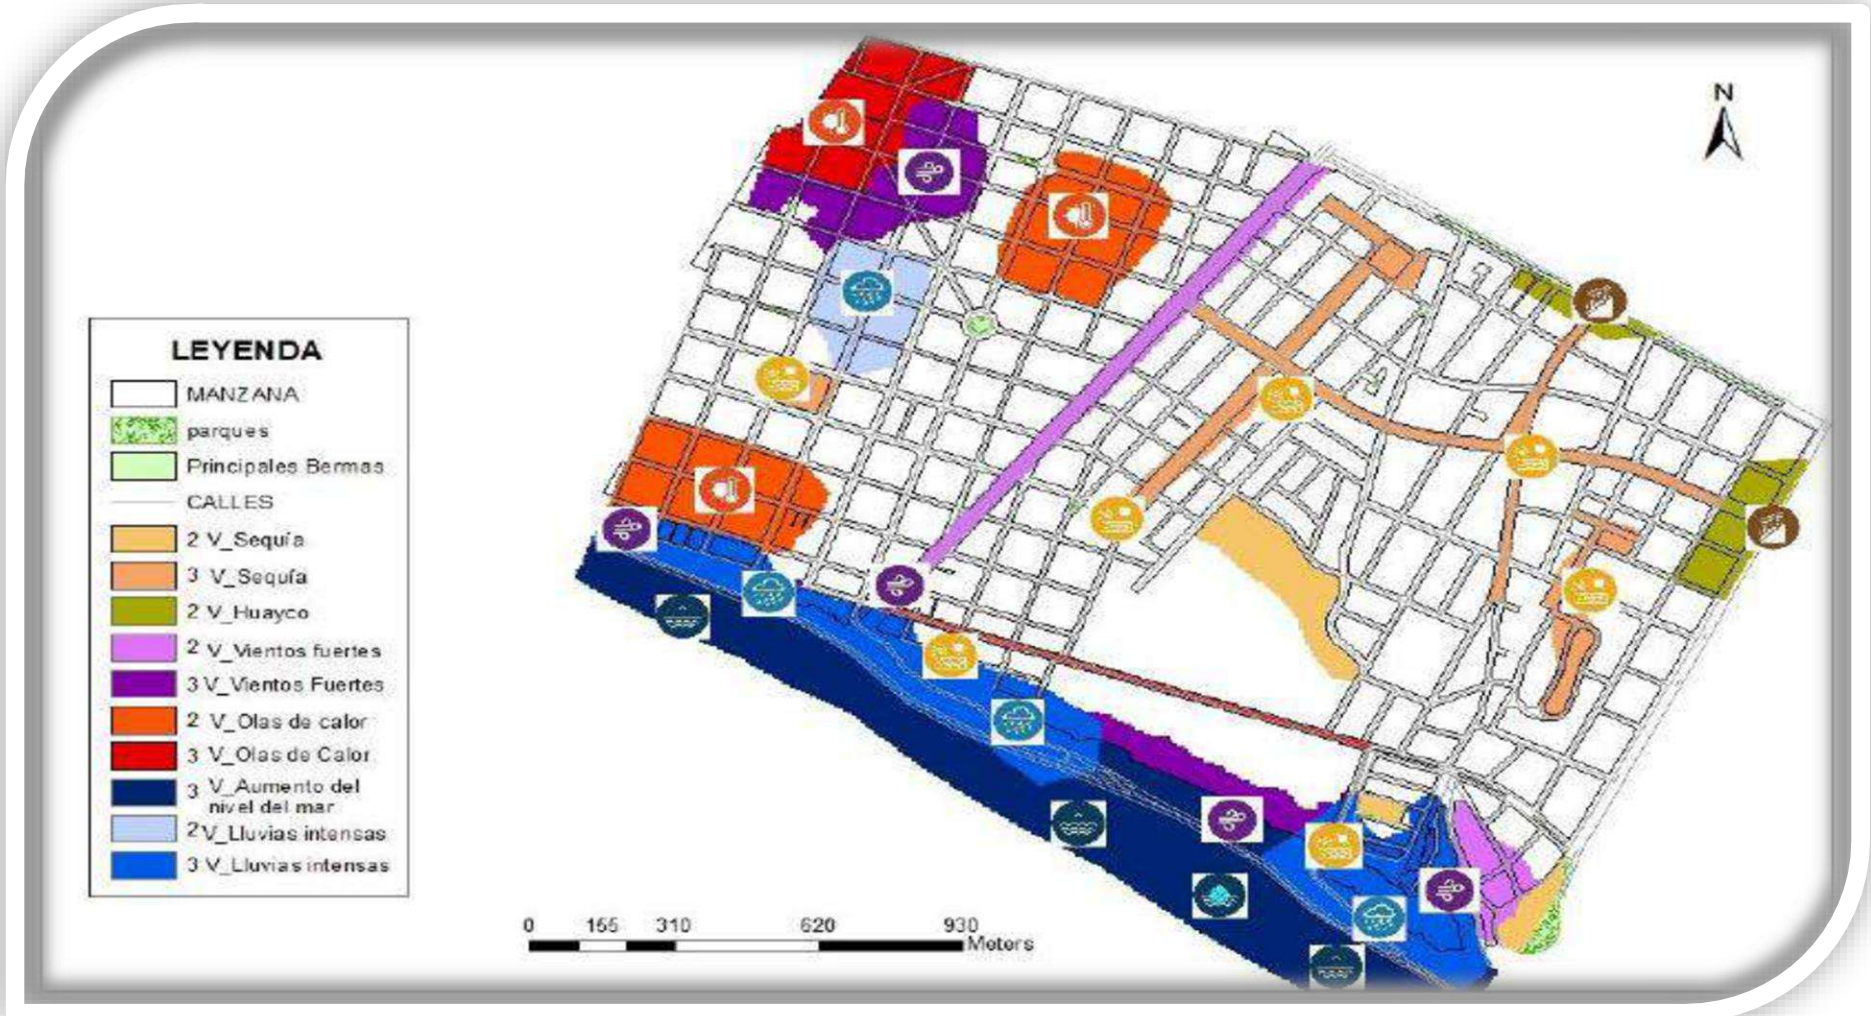 N
LEYENDA
MANZANA
parques
Principales Bermas
CALLES
2 V_Sequía
3 V_Sequía
2 V_Huayco
2 V_Vientos fuertes
3 V_Vientos Fuertes
2 V_Olas de calor
3 V_Olas de Calor
3 V_Aumento del
nivel del mar
2 V_Lluvias intensas
3 V_Lluvias intensas
0 155 310 620 930
Meters